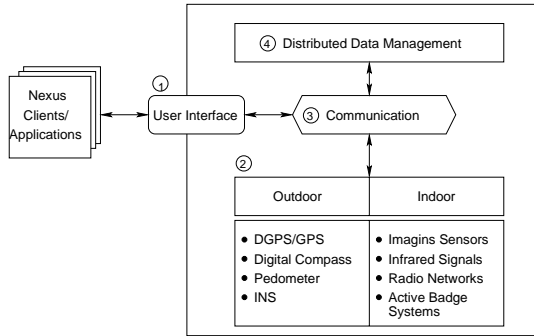 ④ Distributed Data Management
①
Nexus
Clients/
Applications
User Interface
③ Communication
②
Outdoor
Indoor
● DGPS/GPS
● Digital Compass
● Pedometer
● INS
● Imagins Sensors
● Infrared Signals
● Radio Networks
● Active Badge
Systems